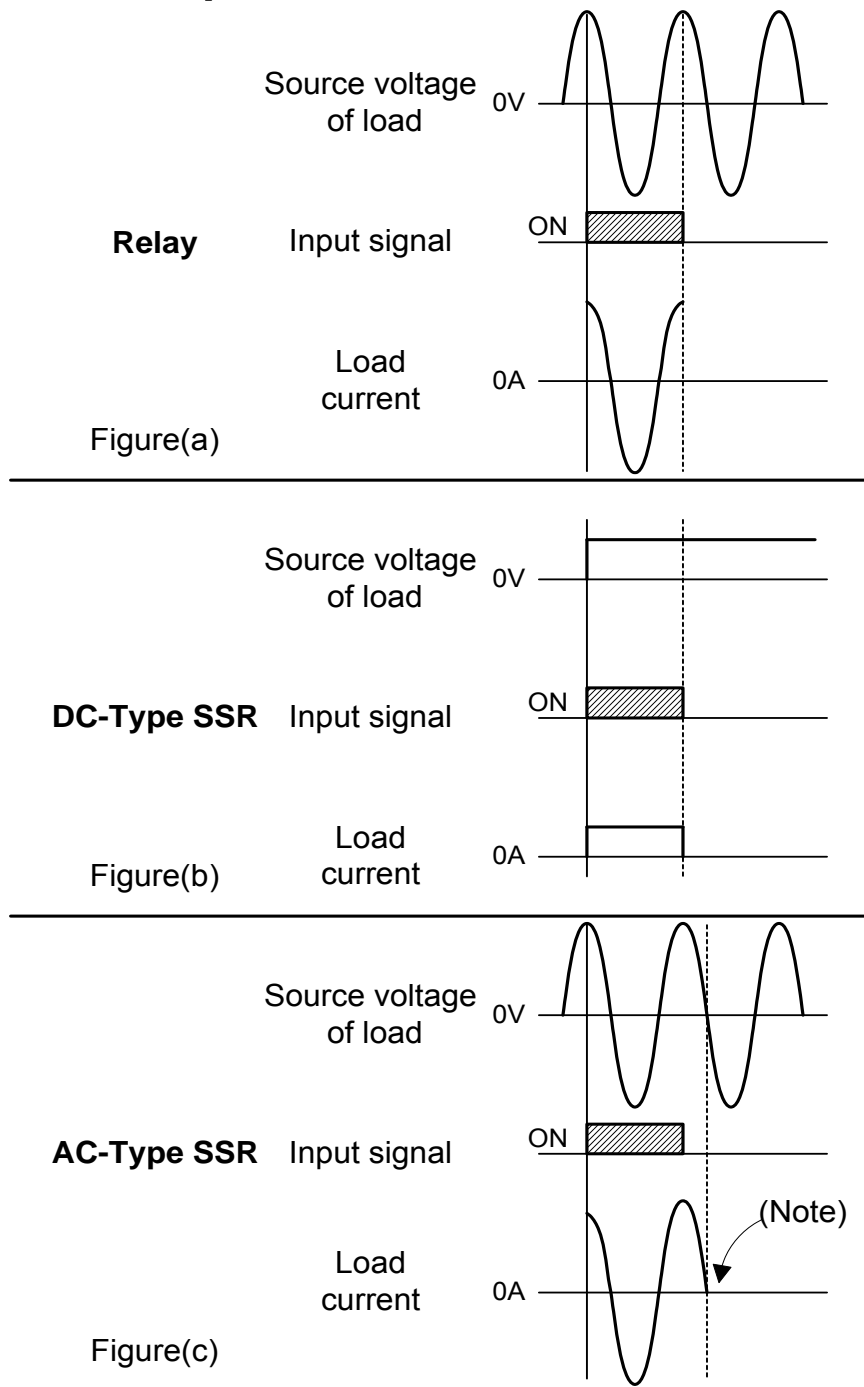 Source voltage
of load
0V
Relay
Input signal
ON
Load
current
0A
Figure(a)
Source voltage
of load
0V
DC-Type SSR
Input signal
ON
Load
current
0A
Figure(b)
Source voltage
of load
0V
AC-Type SSR
Input signal
ON
(Note)
Load
current
0A
Figure(c)